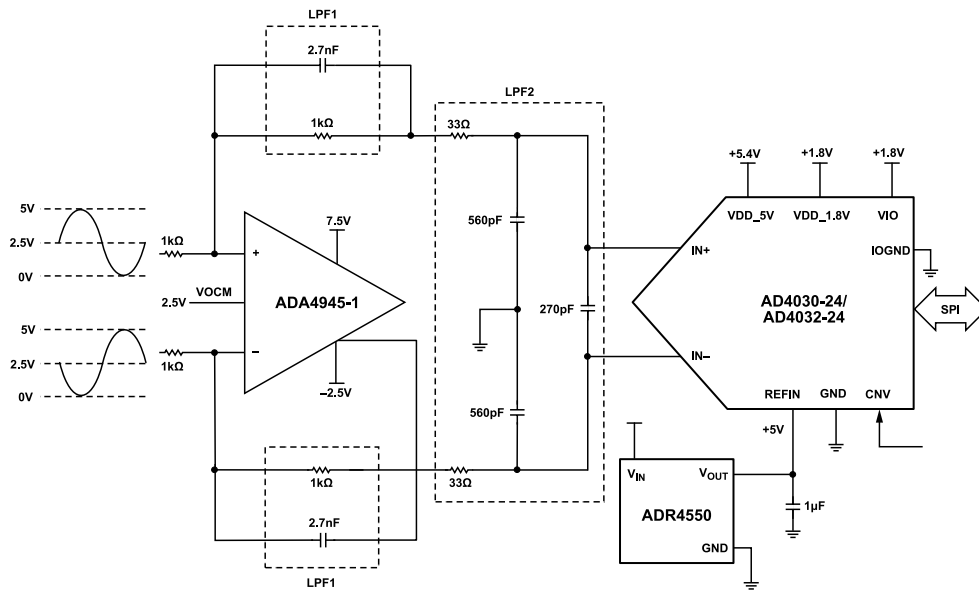 LPF1
2.7nF
1kΩ
LPF2
33Ω
+5.4V
+1.8V
+1.8V
VDD_5V
VDD_1.8V
VIO
5V
2.5V
0V
1kΩ
7.5V
560pF
IN+
IOGND
+
VOCM
2.5V
ADA4945-1
270pF
AD4030-24/
AD4032-24
SPI
5V
2.5V
0V
1kΩ
−
−2.5V
560pF
IN−
REFIN
GND
CNV
+5V
1kΩ
33Ω
2.7nF
LPF1
VIN
VOUT
ADR4550
GND
1µF